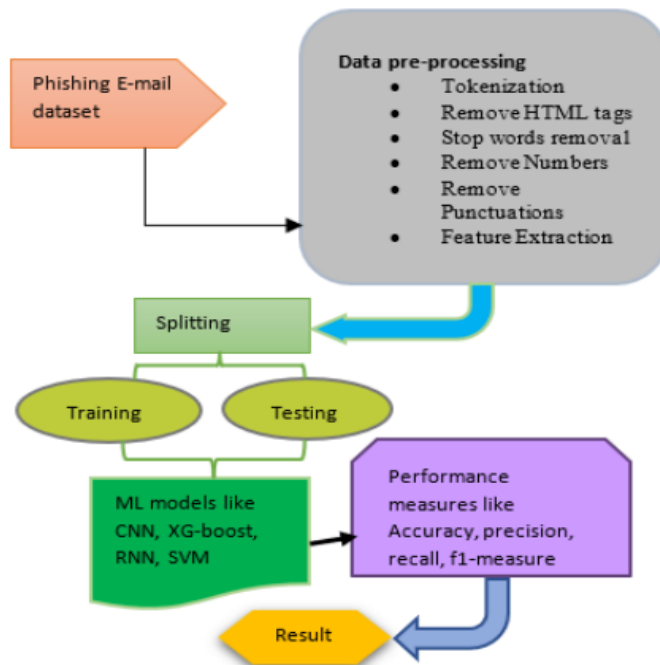 Phishing E-mail
dataset
Data pre-processing
• Tokenization
• Remove HTML tags
• Stop words removal
• Remove Numbers
• Remove
Punctuations
• Feature Extraction
Splitting
Training
Testing
ML models like
CNN, XG-boost,
RNN, SVM
Performance
measures like
Accuracy, precision,
recall, f1-measure
Result